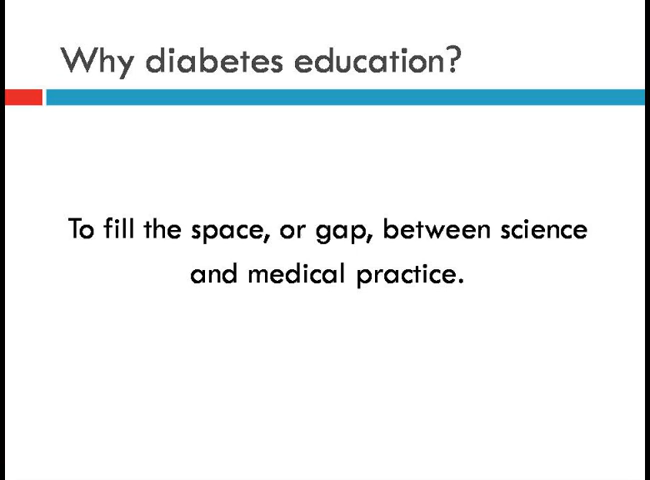 Why diabetes education?
To fill the space, or gap, between science
and medical practice.